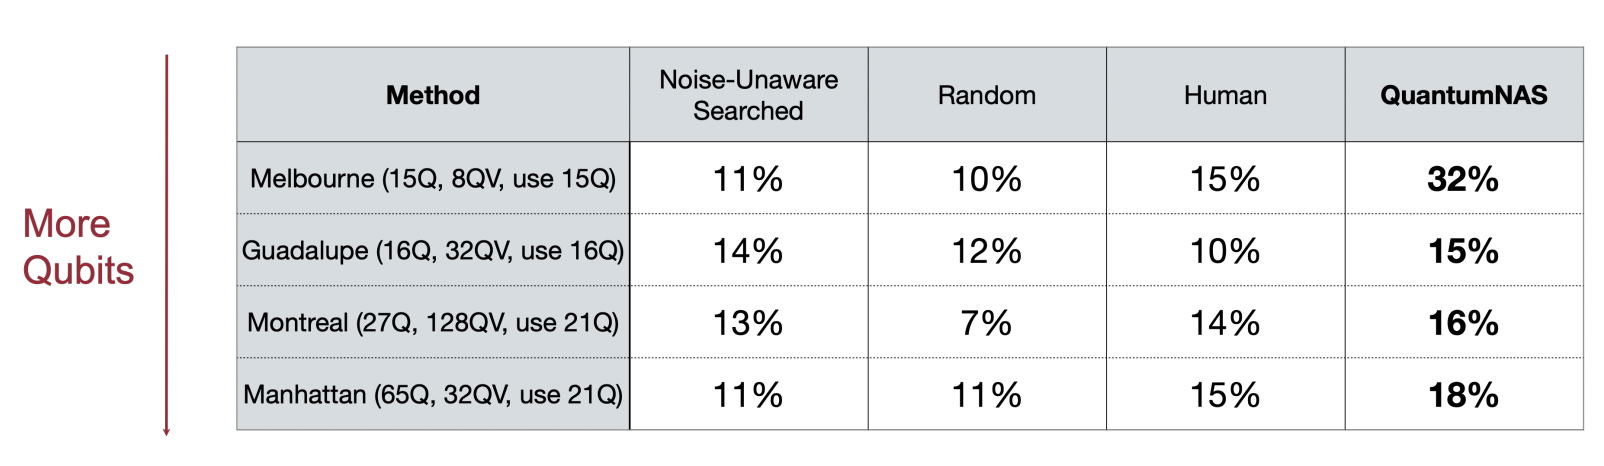 More
Qubits
Method
Noise-Unaware
Searched
Random
Human
QuantumNAS
Melbourne (15Q, 8QV, use 15Q)
11%
10%
15%
32%
Guadalupe (16Q, 32QV, use 16Q)
14%
12%
10%
15%
Montreal (27Q, 128QV, use 21Q)
13%
7%
14%
16%
Manhattan (65Q, 32QV, use 21Q)
11%
11%
15%
18%